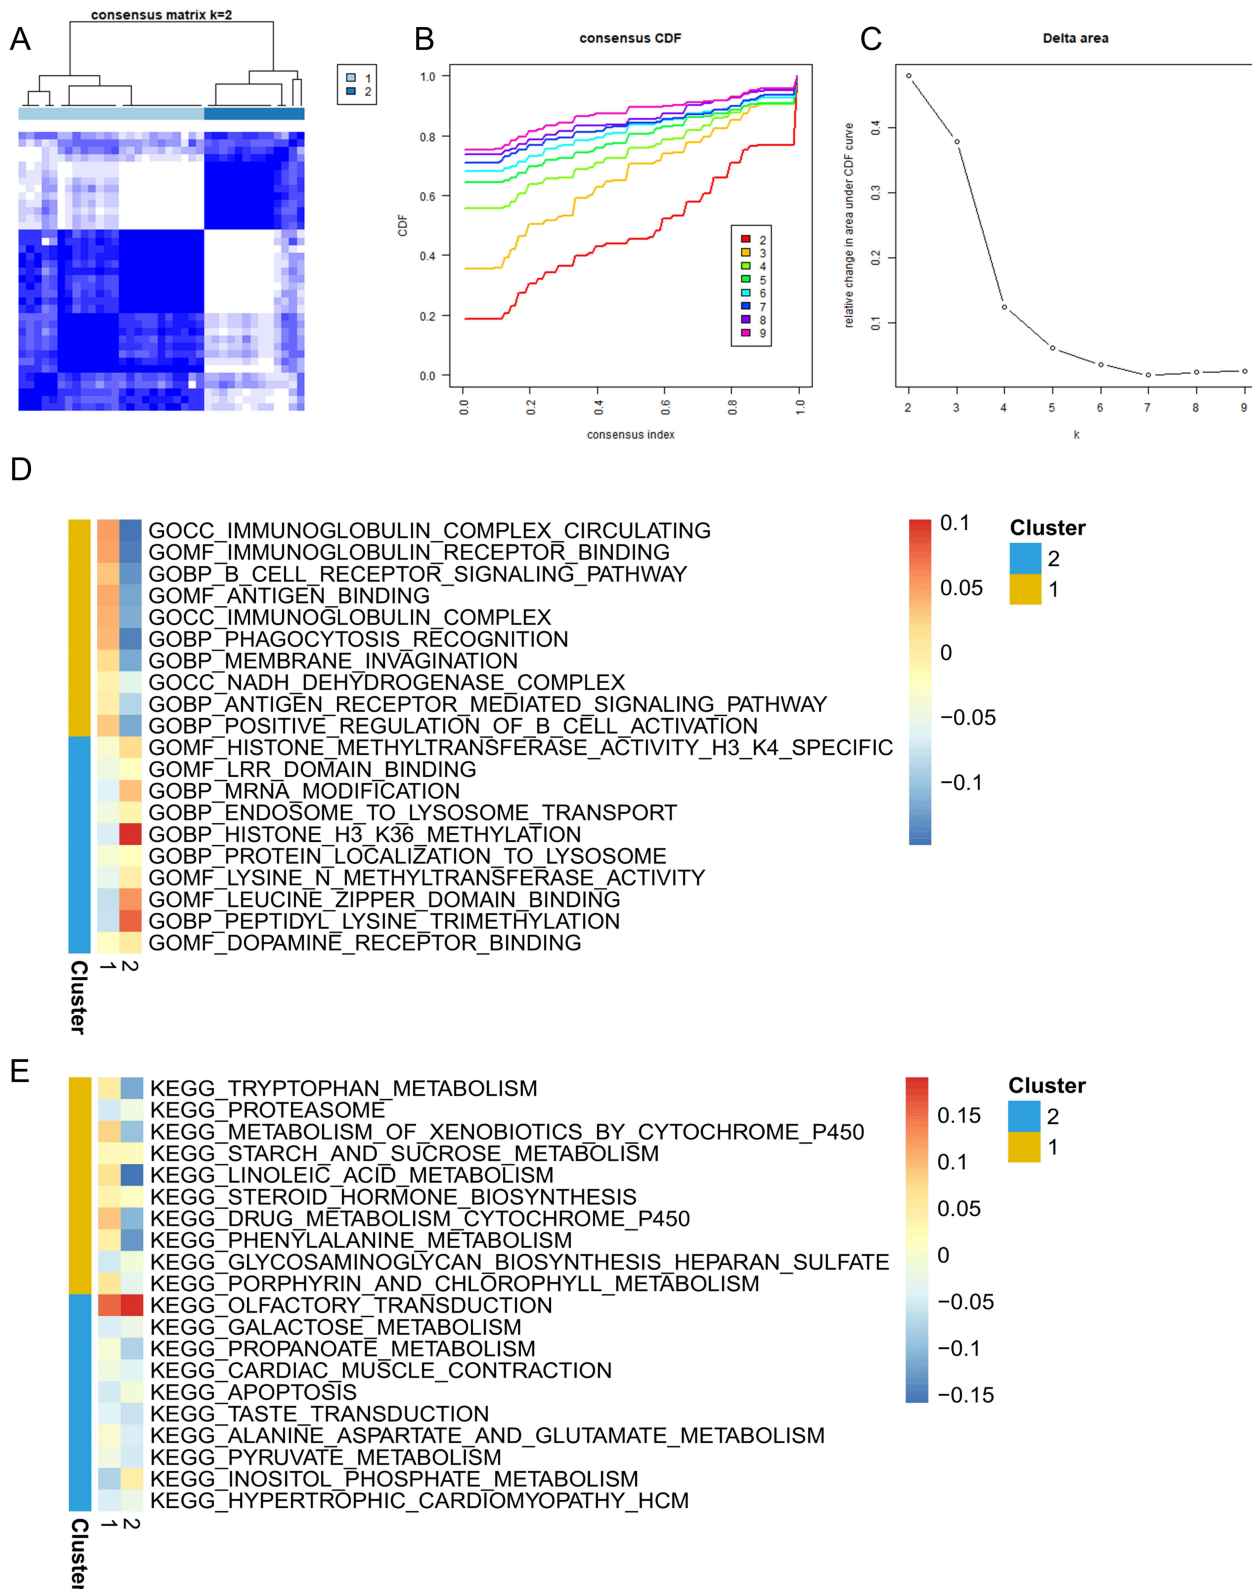 A
consensus matrix k=2
1
2
B
consensus CDF
CDF
1.0
0.8
0.6
0.4
0.2
0.0
0.0
0.2
0.4
0.6
0.8
1.0
consensus index
2
3
4
5
6
7
8
9
C
Delta area
relative change in area under CDF curve
0.4
0.3
0.2
0.1
2
3
4
5
6
7
8
9
k
D
GOCC_IMMUNOGLOBULIN_COMPLEX_CIRCULATING
GOMF_IMMUNOGLOBULIN_RECEPTOR_BINDING
GOBP_B_CELL_RECEPTOR_SIGNALING_PATHWAY
GOMF_ANTIGEN_BINDING
GOCC_IMMUNOGLOBULIN_COMPLEX
GOBP_PHAGOCYTOSIS_RECOGNITION
GOBP_MEMBRANE_INVAGINATION
GOCC_NADH_DEHYDROGENASE_COMPLEX
GOBP_ANTIGEN_RECEPTOR_MEDIATED_SIGNALING_PATHWAY
GOBP_POSITIVE_REGULATION_OF_B_CELL_ACTIVATION
GOMF_HISTONE_METHYLTRANSFERASE_ACTIVITY_H3_K4_SPECIFIC
GOMF_LRR_DOMAIN_BINDING
GOBP_MRNA_MODIFICATION
GOBP_ENDOSOME_TO_LYSOSOME_TRANSPORT
GOBP_HISTONE_H3_K36_METHYLATION
GOBP_PROTEIN_LOCALIZATION_TO_LYSOSOME
GOMF_LYSINE_N_METHYLTRANSFERASE_ACTIVITY
GOMF_LEUCINE_ZIPPER_DOMAIN_BINDING
GOBP_PEPTIDYL_LYSINE_TRIMETHYLATION
GOMF_DOPAMINE_RECEPTOR_BINDING
Cluster
1
2
0.1
0.05
0
−0.05
−0.1
Cluster
2
1
E
KEGG_TRYPTOPHAN_METABOLISM
KEGG_PROTEASOME
KEGG_METABOLISM_OF_XENOBIOTICS_BY_CYTOCHROME_P450
KEGG_STARCH_AND_SUCROSE_METABOLISM
KEGG_LINOLEIC_ACID_METABOLISM
KEGG_STEROID_HORMONE_BIOSYNTHESIS
KEGG_DRUG_METABOLISM_CYTOCHROME_P450
KEGG_PHENYLALANINE_METABOLISM
KEGG_GLYCOSAMINOGLYCAN_BIOSYNTHESIS_HEPARAN_SULFATE
KEGG_PORPHYRIN_AND_CHLOROPHYLL_METABOLISM
KEGG_OLFACTORY_TRANSDUCTION
KEGG_GALACTOSE_METABOLISM
KEGG_PROPANOATE_METABOLISM
KEGG_CARDIAC_MUSCLE_CONTRACTION
KEGG_APOPTOSIS
KEGG_TASTE_TRANSDUCTION
KEGG_ALANINE_ASPARTATE_AND_GLUTAMATE_METABOLISM
KEGG_PYRUVATE_METABOLISM
KEGG_INOSITOL_PHOSPHATE_METABOLISM
KEGG_HYPERTROPHIC_CARDIOMYOPATHY_HCM
Cluster
1
2
0.15
0.1
0.05
0
−0.05
−0.1
−0.15
Cluster
2
1